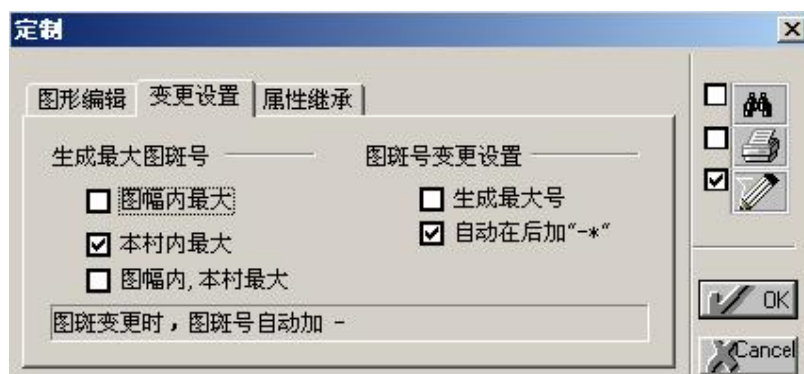 定制
图形编辑 变更设置 属性继承
生成最大图斑号 图斑号变更设置
图幅内最大 生成最大号
本村内最大 自动在后加"-*"
图幅内,本村最大
图斑变更时，图斑号自动加 -
OK
Cancel